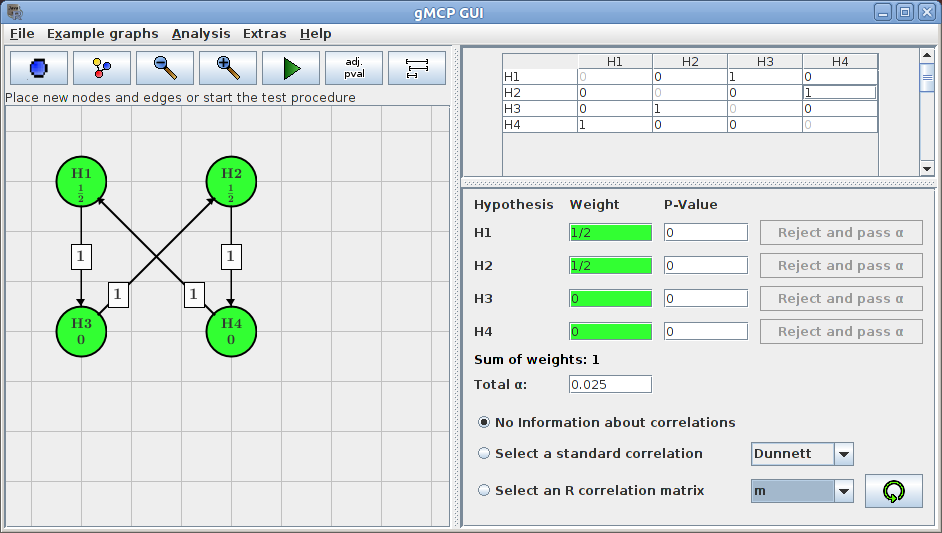 gMCP GUI
File Example graphs Analysis Extras Help
adj.
pval
Place new nodes and edges or start the test procedure
H1 H2 H3 H4
H1 0 0 1 0
H2 0 0 0 1
H3 0 1 0 0
H4 1 0 0 0
H1
1/2
H2
1/2
1
1
1
1
H3
0
H4
0
Hypothesis Weight P-Value
H1 1/2 0 Reject and pass α
H2 1/2 0 Reject and pass α
H3 0 0 Reject and pass α
H4 0 0 Reject and pass α
Sum of weights: 1
Total α: 0.025
No Information about correlations
Select a standard correlation Dunnett
Select an R correlation matrix m